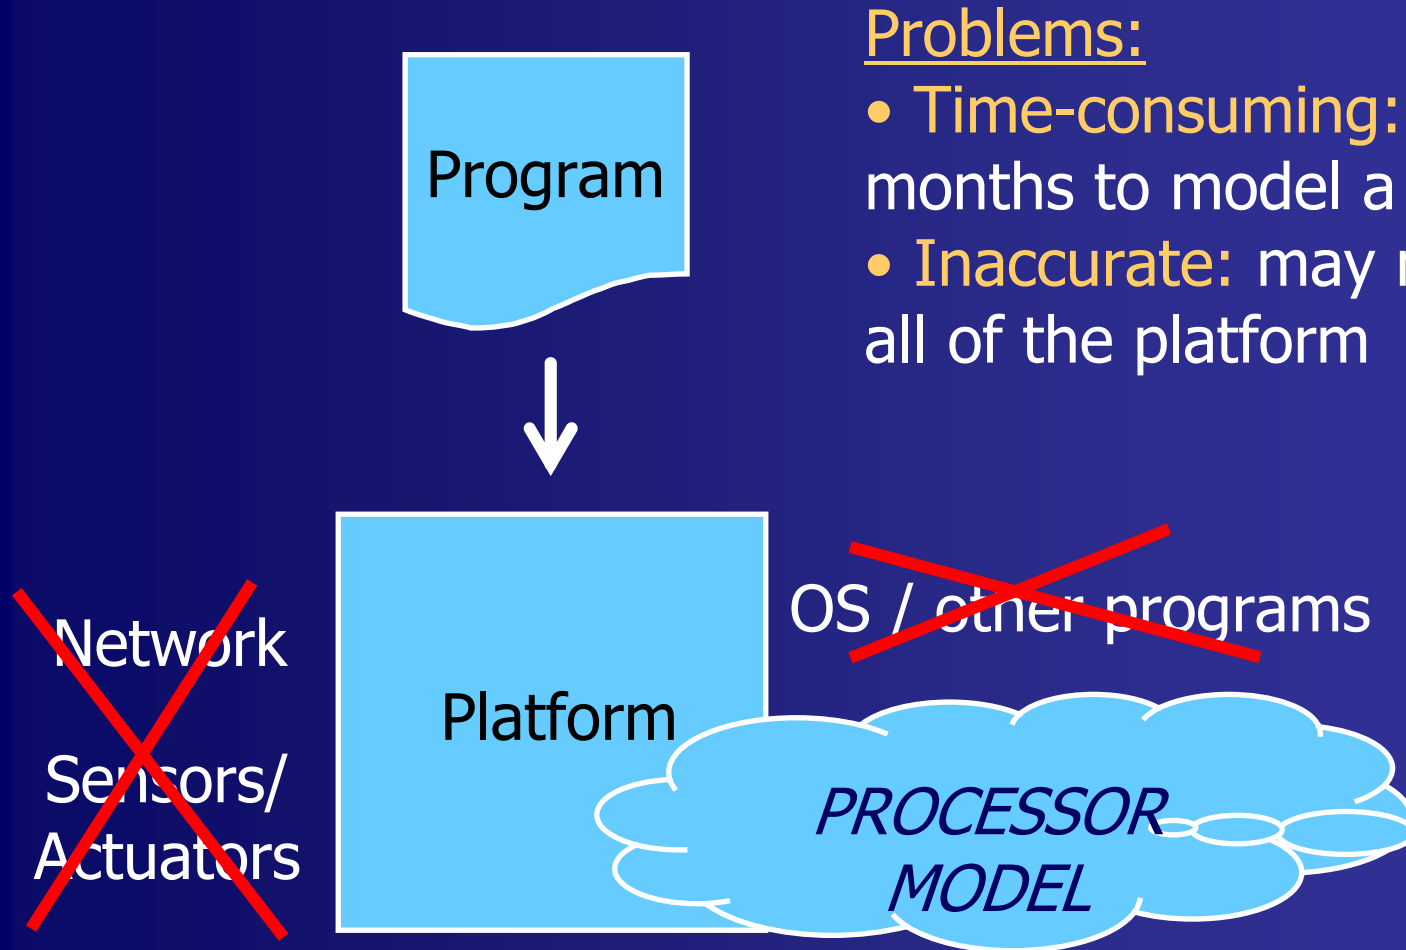 Problems:
• Time-consuming:
months to model a
• Inaccurate: may
all of the platform
Program
OS / other programs
Network
Platform
Sensors/
Actuators
PROCESSOR
MODEL